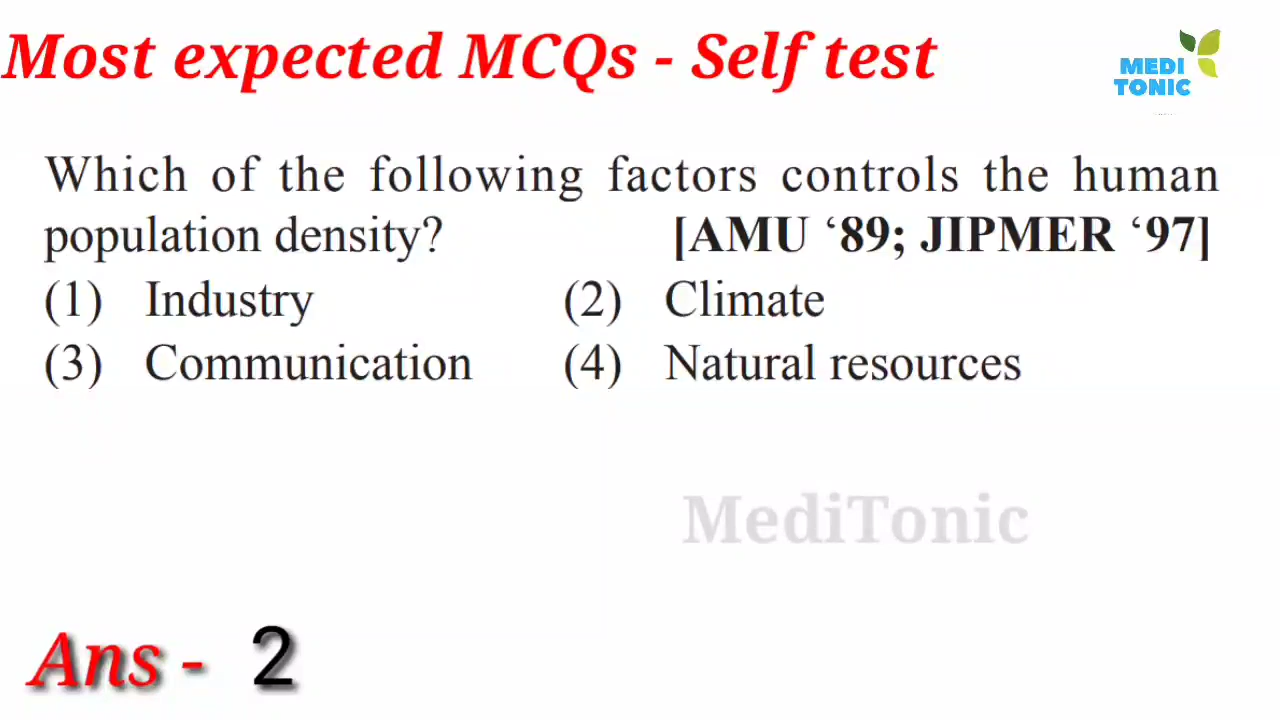 Most expected MCQs - Self test
MEDI
TONIC
Which of the following factors controls the human
population density? [AMU ‘89; JIPMER ‘97]
(1) Industry (2) Climate
(3) Communication (4) Natural resources
MediTonic
Ans - 2